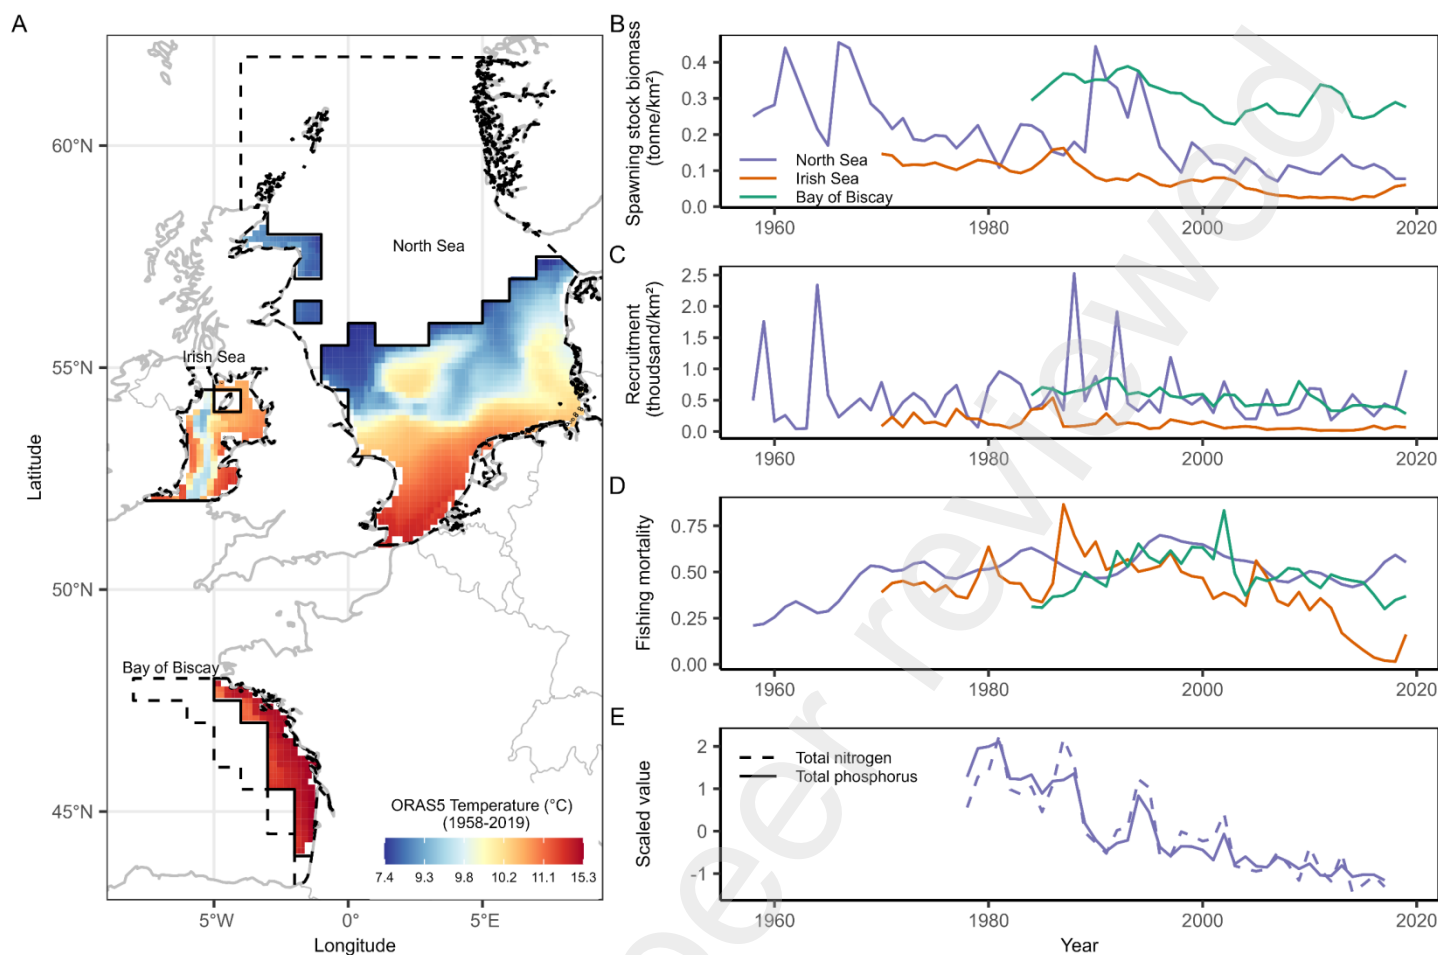 A
60°N
55°N
50°N
45°N
Latitude
5°W
0°
5°E
Longitude
North Sea
Irish Sea
Bay of Biscay
ORAS5 Temperature (°C)
(1958-2019)
7.4 9.3 9.8 10.2 11.1 15.3
B
Spawning stock biomass
(tonne/km²)
0.4
0.3
0.2
0.1
0.0
North Sea
Irish Sea
Bay of Biscay
1960 1980 2000 2020
C
Recruitment
(thoudsand/km²)
2.5
2.0
1.5
1.0
0.5
0.0
1960 1980 2000 2020
D
Fishing mortality
0.75
0.50
0.25
0.00
1960 1980 2000 2020
E
Scaled value
2
1
0
-1
Total nitrogen
Total phosphorus
1960 1980 2000 2020
Year
peer reviewed